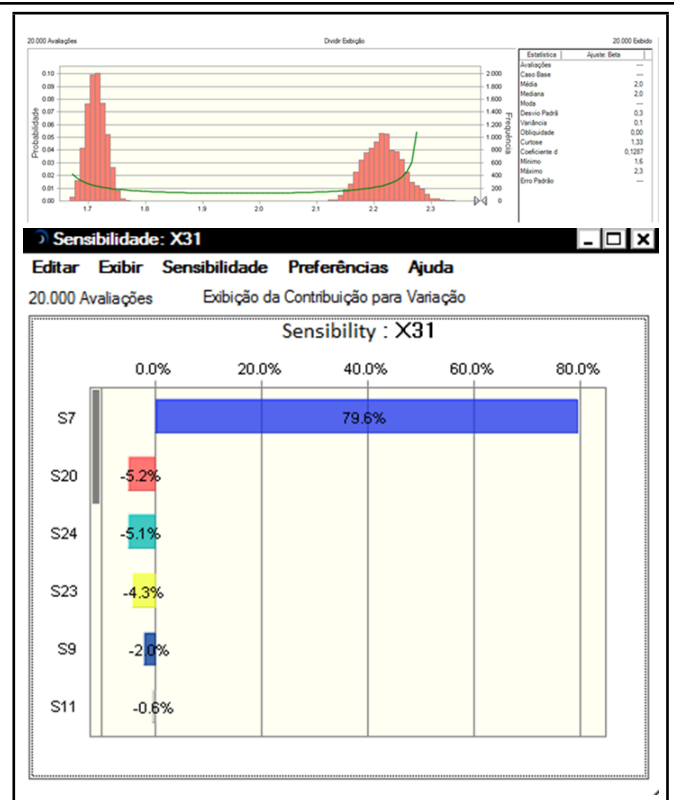 20.000 Avaliações Dividir Exibição 20.000 Exibido
Estatística Ajuste: Beta
Avaliações ---
Caso Base ---
Média 2,0
Mediana 2,0
Moda ---
Desvio Padrã 0,3
Variância 0,1
Obliquidade 0,00
Curtose 1,33
Coeficiente d 0,1287
Mínimo 1,6
Máximo 2,3
Erro Padrão ---
Probabilidade
0.10
0.09
0.08
0.07
0.06
0.05
0.04
0.03
0.02
0.01
0.00
2.000
1.800
1.600
1.400
1.200
1.000
800
600
400
200
0
Frequência
1.7 1.8 1.9 2.0 2.1 2.2 2.3
Sensibilidade: X31
Editar Exibir Sensibilidade Preferências Ajuda
20.000 Avaliações Exibição da Contribuição para Variação
Sensibility : X31
0.0% 20.0% 40.0% 60.0% 80.0%
S7 79.6%
S20 -5.2%
S24 -5.1%
S23 -4.3%
S9 -2.0%
S11 -0.6%